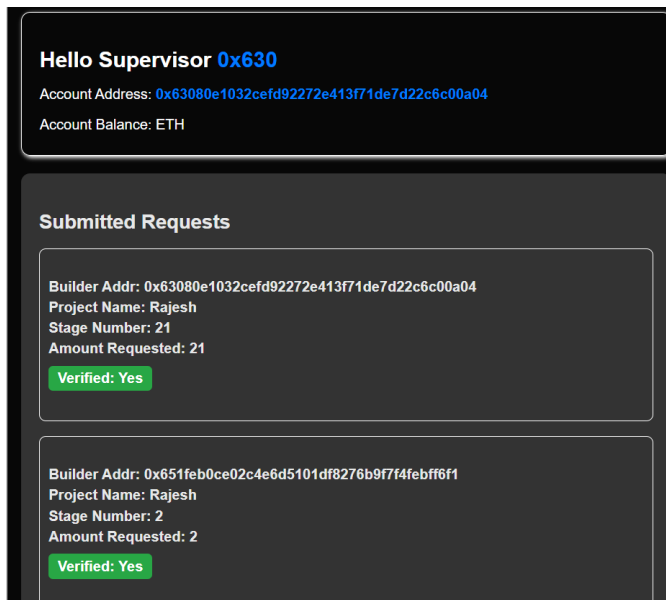 Hello Supervisor 0x630
Account Address: 0x63080e1032cefd92272e413f71de7d22c6c00a04
Account Balance: ETH
Submitted Requests
Builder Addr: 0x63080e1032cefd92272e413f71de7d22c6c00a04
Project Name: Rajesh
Stage Number: 21
Amount Requested: 21
Verified: Yes
Builder Addr: 0x651feb0ce02c4e6d5101df8276b9f7f4febff6f1
Project Name: Rajesh
Stage Number: 2
Amount Requested: 2
Verified: Yes